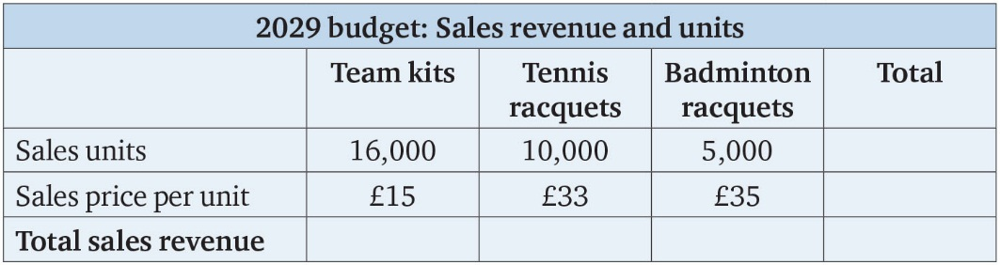 2029 budget: Sales revenue and units
Team kits Tennis racquets Badminton racquets Total
Sales units 16,000 10,000 5,000
Sales price per unit £15 £33 £35
Total sales revenue